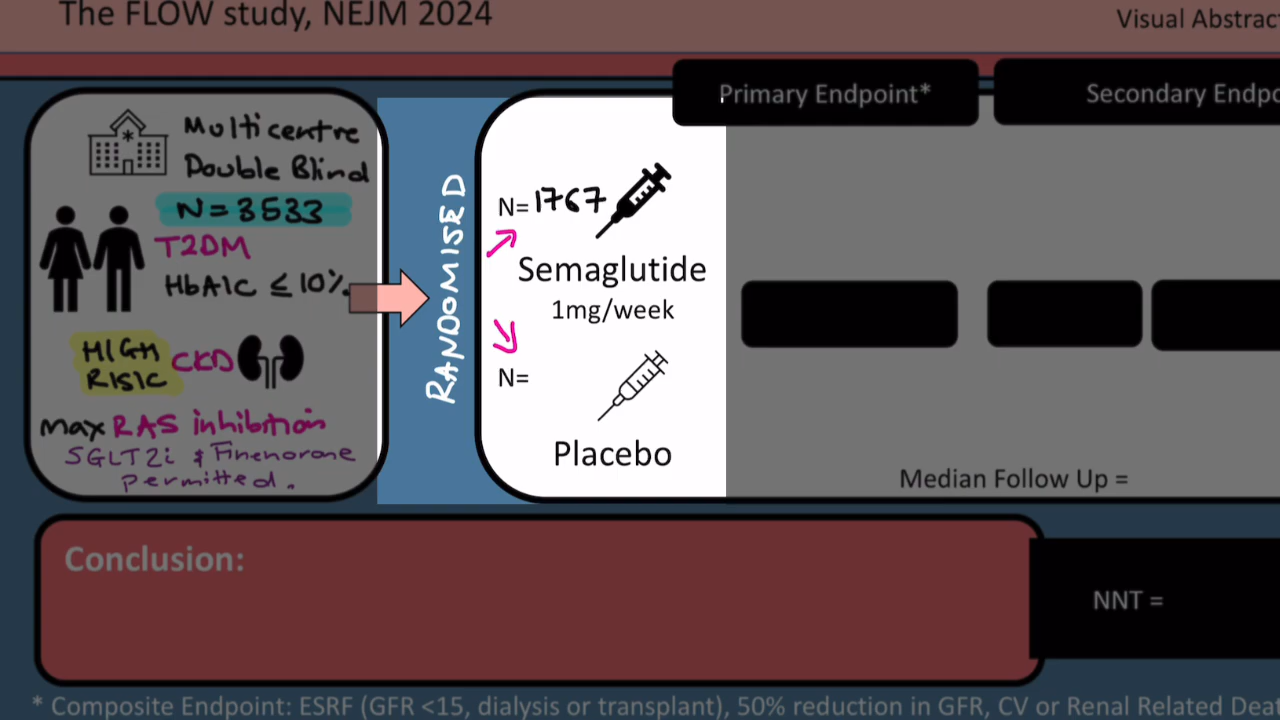 The FLOW study, NEJM 2024
Visual Abstrac
Multicentre
Double Blind
N=3533
T2DM
HbA1c ≤10%
HIGH
RISK
CKD
max RAS inhibition
SGLT2i & Finenorone
permitted.
RANDOMISED
N=1767
Semaglutide
1mg/week
N=
Placebo
Primary Endpoint*
Secondary Endpo
Median Follow Up =
Conclusion:
NNT =
* Composite Endpoint: ESRF (GFR <15, dialysis or transplant), 50% reduction in GFR, CV or Renal Related Deat